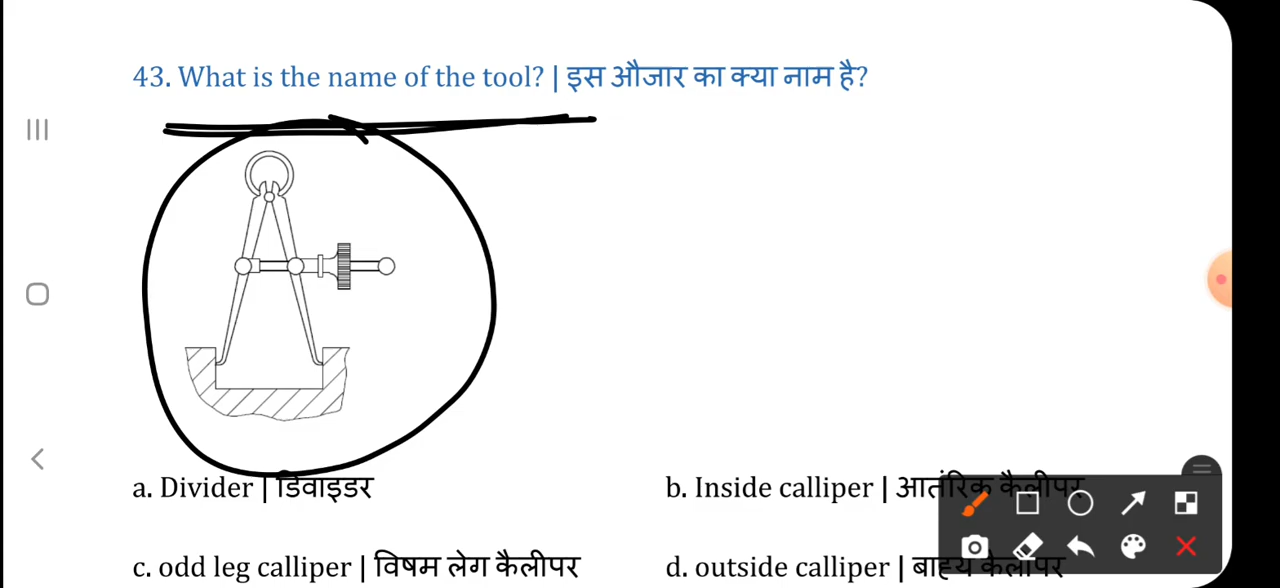 43. What is the name of the tool? | इस औजार का क्या नाम है?
a. Divider | डिवाइडर
b. Inside calliper | आतंरिक कैलीपर
c. odd leg calliper | विषम लेग कैलीपर
d. outside calliper | बाह्य कैलीपर